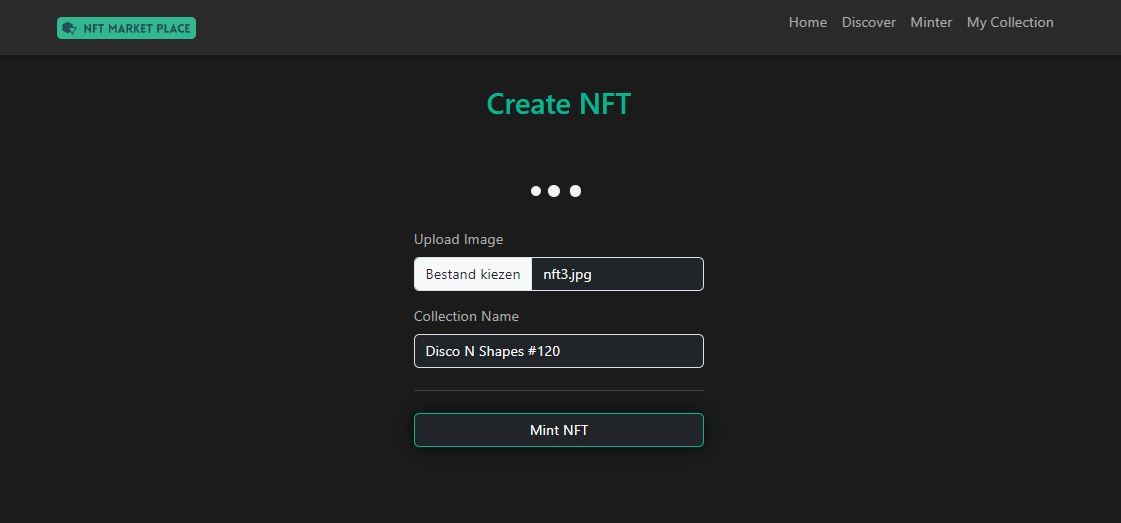 NFT MARKET PLACE
Home Discover Minter My Collection
Create NFT
Upload Image
Bestand kiezen nft3.jpg
Collection Name
Disco N Shapes #120
Mint NFT